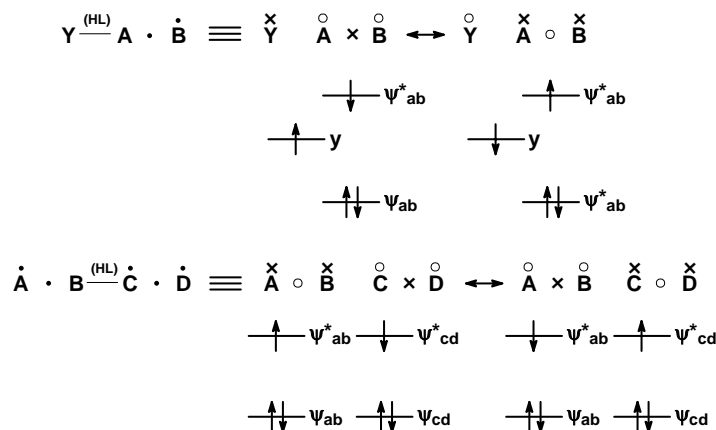 Y—(HL)—A · Ḃ ≡ Y̽ Å × B̊ ↔ Y̊ A̽ ○ B̽
ψ*ab ψ*ab
y y
ψab ψ*ab
Ȧ · B—(HL)—Ċ · Ḋ ≡ A̽ ○ B̽ C̊ × D̊ ↔ Å × B̊ C̽ ○ D̽
ψ*ab ψ*cd ψ*ab ψ*cd
ψab ψcd ψab ψcd